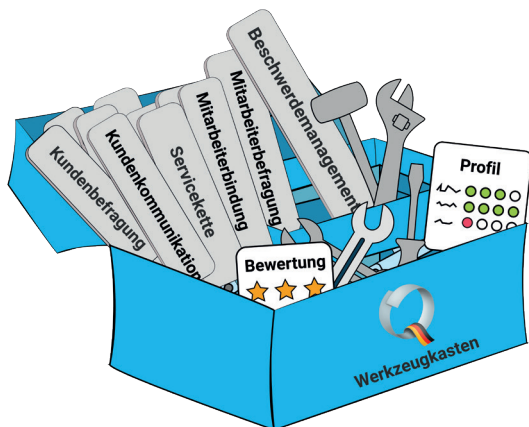 Kundenbefragung
Kundenkommunikation
Servicekette
Mitarbeiterbindung
Mitarbeiterbefragung
Beschwerdemanagement
Profil
Bewertung
Q
Werkzeugkasten